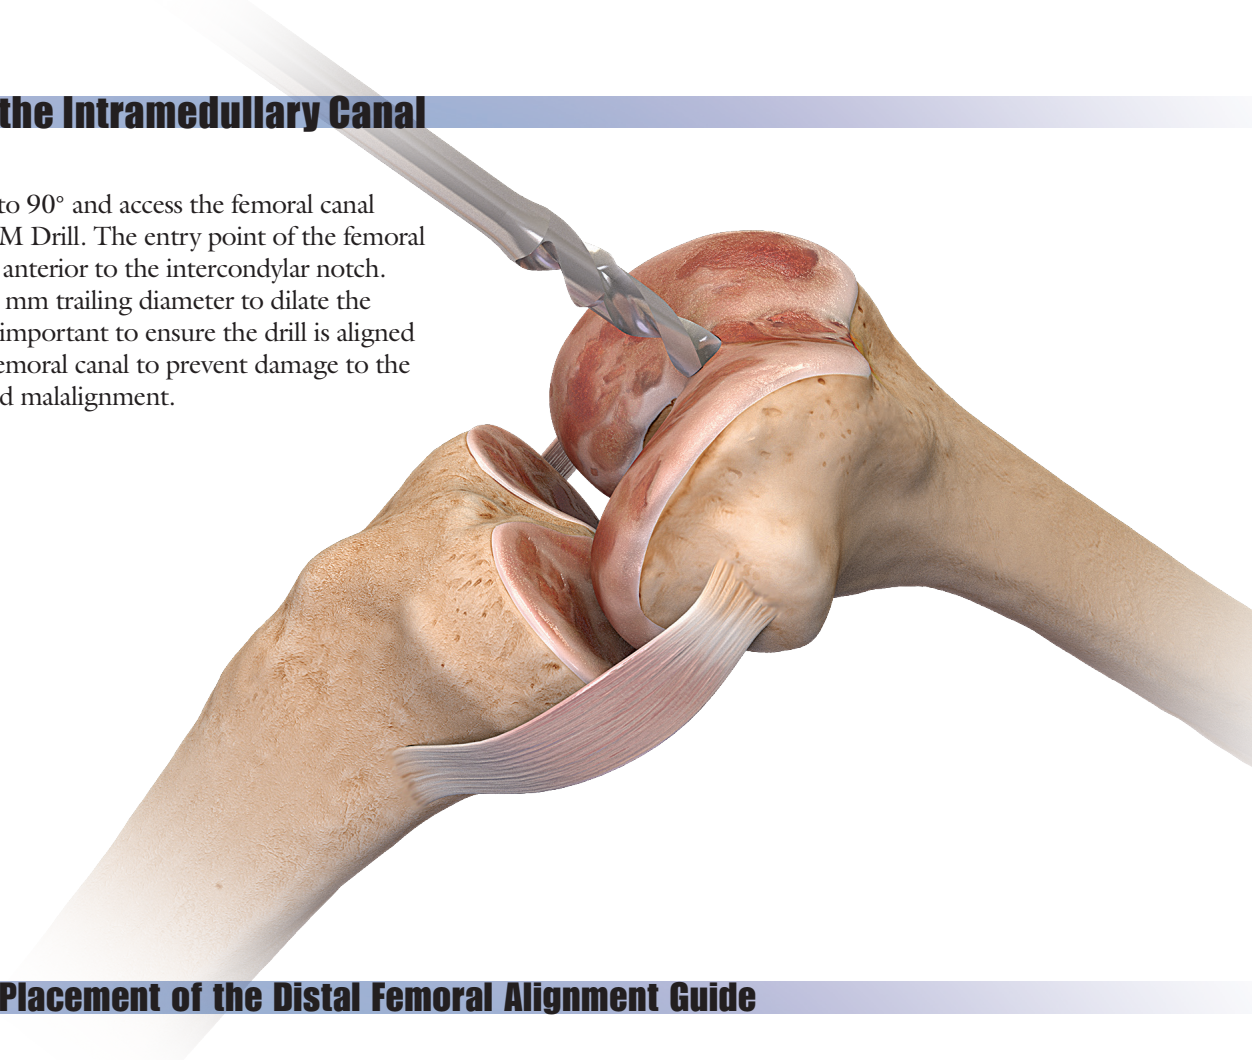 the Intramedullary Canal
to 90° and access the femoral canal
M Drill. The entry point of the femoral
anterior to the intercondylar notch.
mm trailing diameter to dilate the
important to ensure the drill is aligned
emoral canal to prevent damage to the
d malalignment.
Placement of the Distal Femoral Alignment Guide